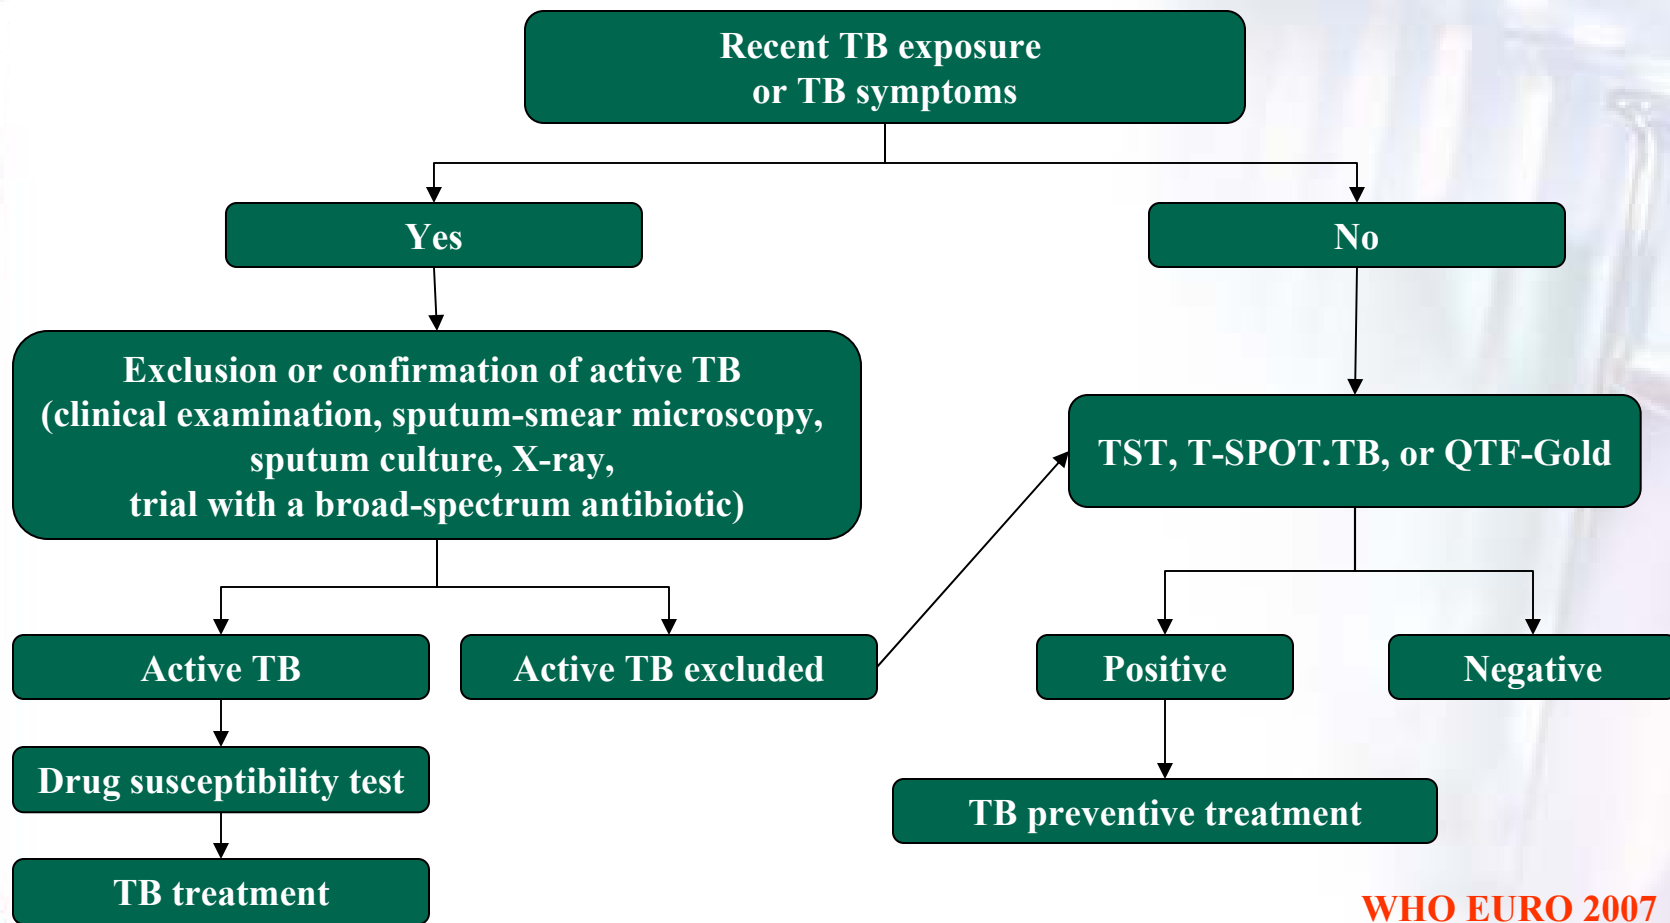 Recent TB exposure
or TB symptoms
Yes
No
Exclusion or confirmation of active TB
(clinical examination, sputum-smear microscopy,
sputum culture, X-ray,
trial with a broad-spectrum antibiotic)
TST, T-SPOT.TB, or QTF-Gold
Active TB
Active TB excluded
Positive
Negative
Drug susceptibility test
TB preventive treatment
TB treatment
WHO EURO 2007